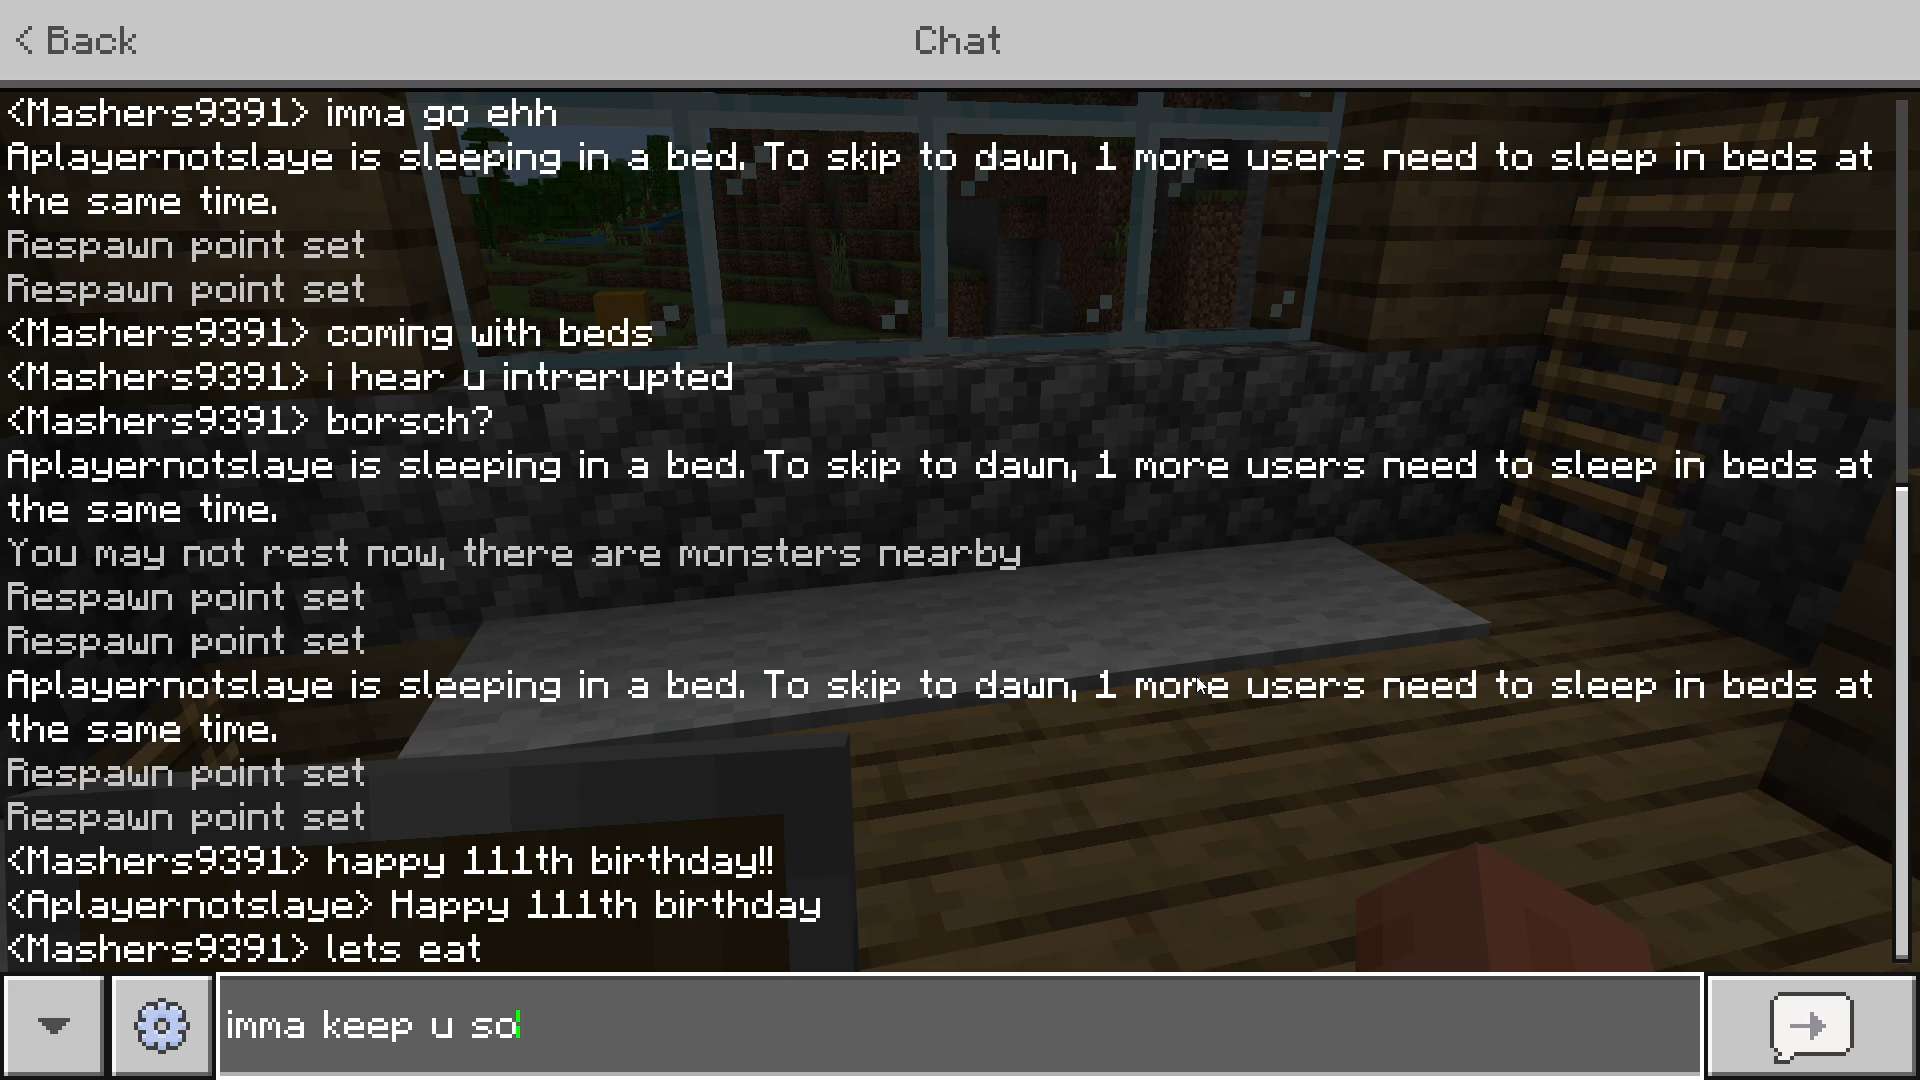 < Back
Chat
<Mashers9391> imma go ehh
Aplayernotslaye is sleeping in a bed. To skip to dawn, 1 more users need to sleep in beds at
the same time.
Respawn point set
Respawn point set
<Mashers9391> coming with beds
<Mashers9391> i hear u intrerupted
<Mashers9391> borsch?
Aplayernotslaye is sleeping in a bed. To skip to dawn, 1 more users need to sleep in beds at
the same time.
You may not rest now, there are monsters nearby
Respawn point set
Respawn point set
Aplayernotslaye is sleeping in a bed. To skip to dawn, 1 more users need to sleep in beds at
the same time.
Respawn point set
Respawn point set
<Mashers9391> happy 111th birthday!!
<Aplayernotslaye> Happy 111th birthday
<Mashers9391> lets eat
imma keep u so